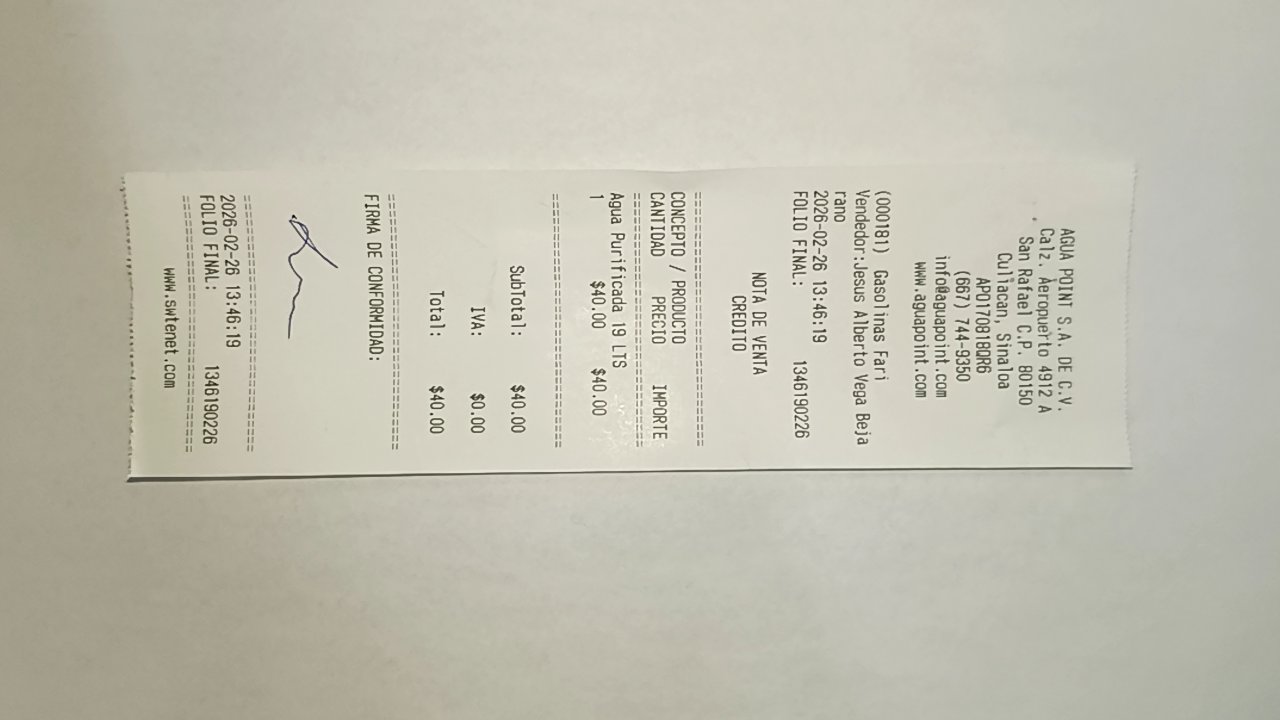 AGUA POINT S.A. DE C.V.
Calz. Aeropuerto 4912 A
San Rafael C.P. 80150
Culiacan, Sinaloa
APO170818QR6
(667) 744-9350
info@aguapoint.com
www.aguapoint.com
(000181) Gasolinas Fari
Vendedor:Jesus Alberto Vega Beja
rano
2026-02-26 13:46:19
FOLIO FINAL: 1346190226
NOTA DE VENTA
CREDITO
================================
CONCEPTO / PRODUCTO
CANTIDAD PRECIO IMPORTE
================================
Agua Purificada 19 LTS
1 $40.00 $40.00
================================
SubTotal: $40.00
IVA: $0.00
Total: $40.00
================================
FIRMA DE CONFORMIDAD:
================================
2026-02-26 13:46:19
FOLIO FINAL: 1346190226
================================
www.swtenet.com